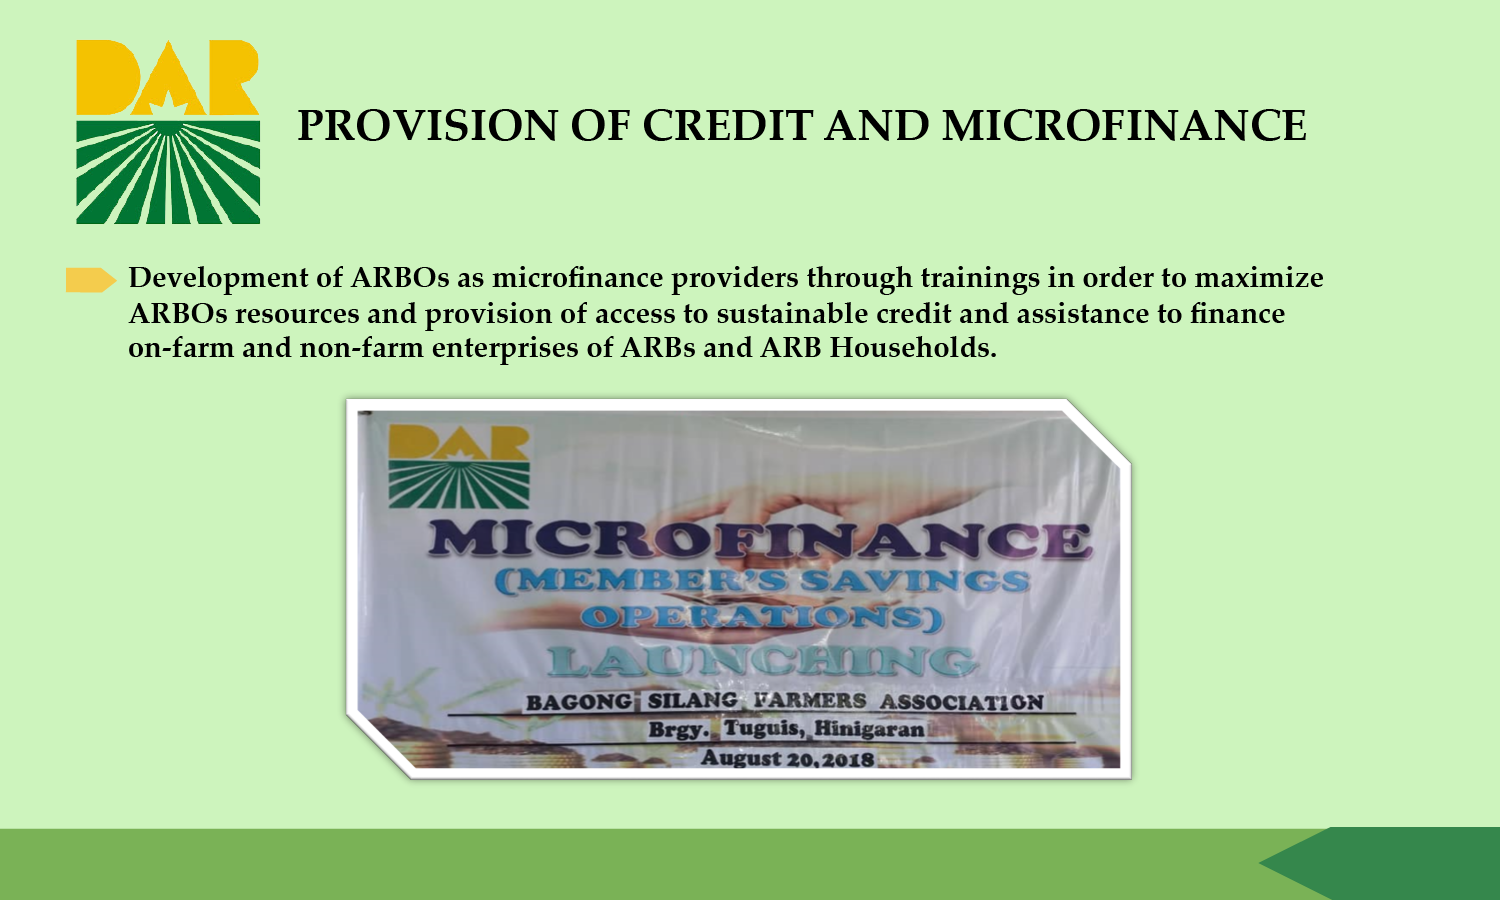 DAR
PROVISION OF CREDIT AND MICROFINANCE
Development of ARBOs as microfinance providers through trainings in order to maximize
ARBOs resources and provision of access to sustainable credit and assistance to finance
on-farm and non-farm enterprises of ARBs and ARB Households.
DAR
MICROFINANCE
(MEMBER'S SAVINGS
OPERATIONS)
LAUNCHING
BAGONG SILANG FARMERS ASSOCIATION
Brgy. Tuguis, Hinigaran
August 20, 2018